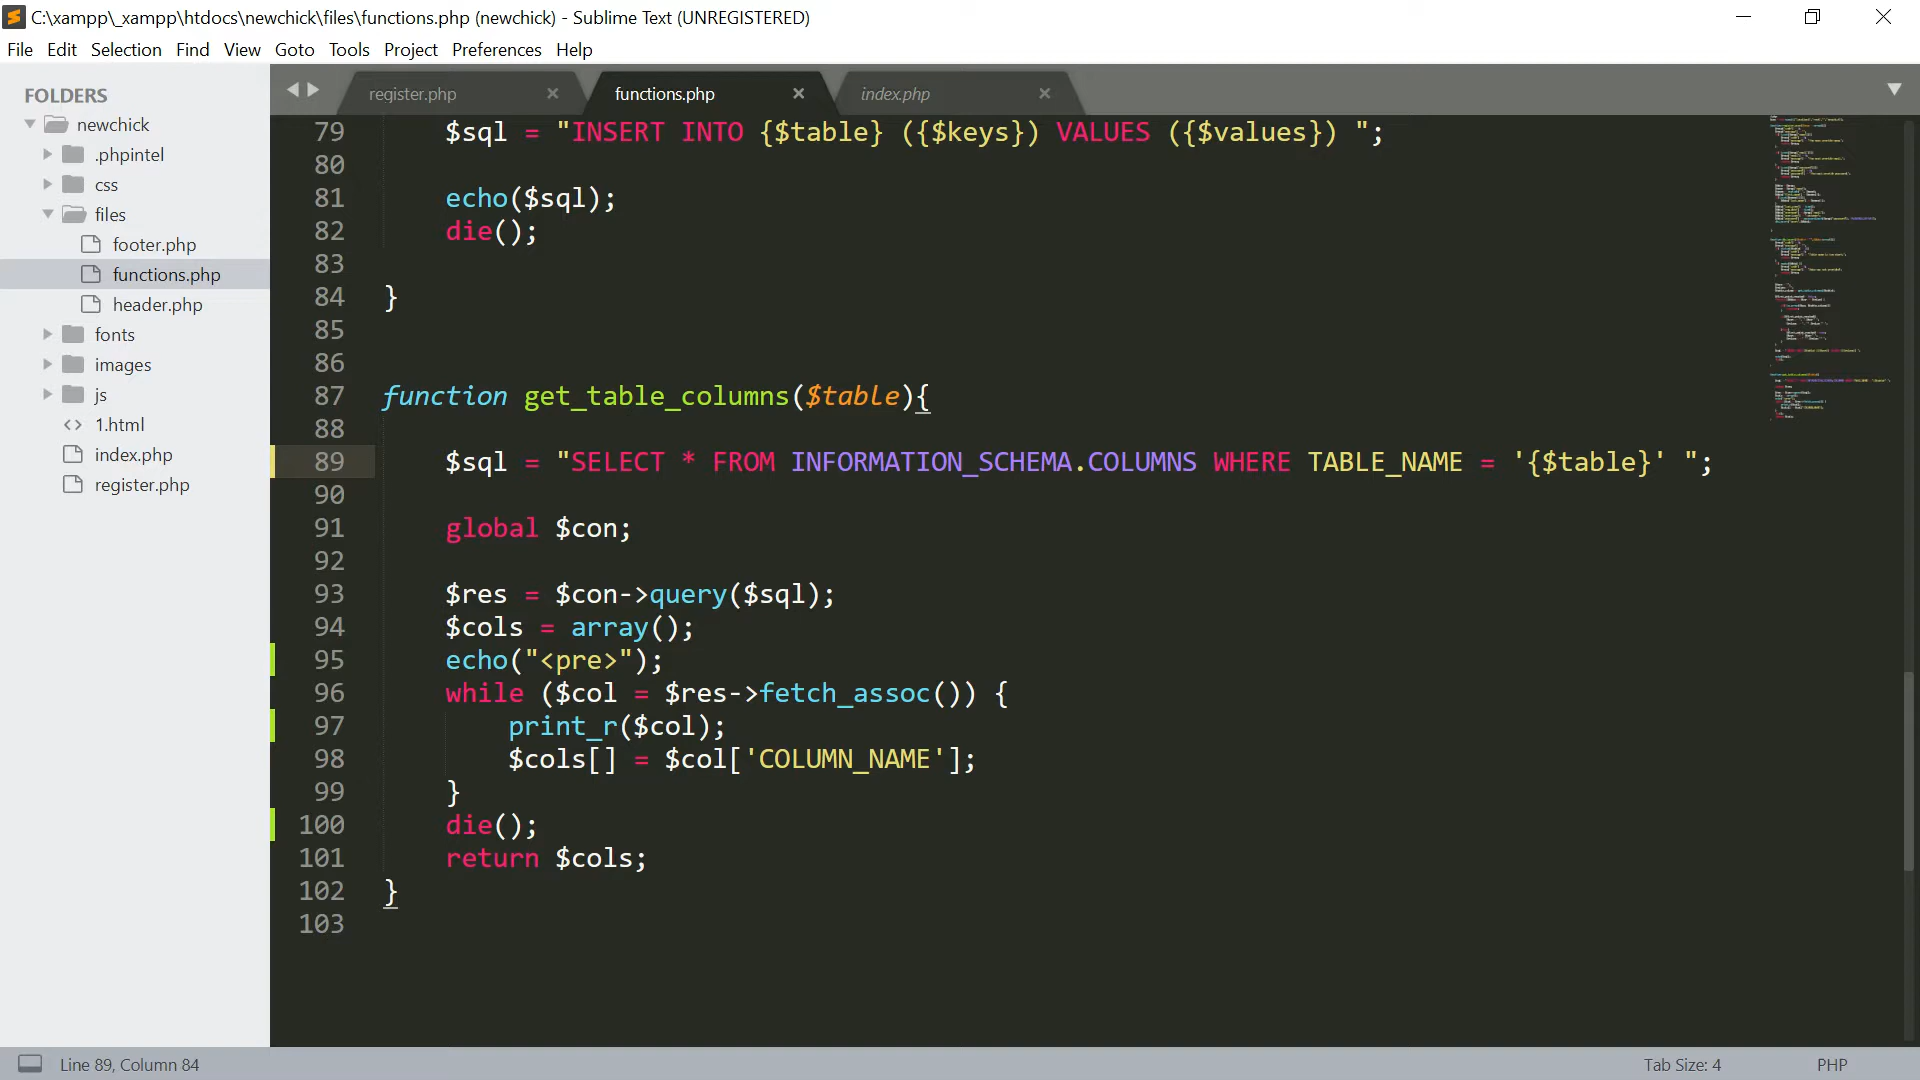 C:\xampp\_xampp\htdocs\newchick\files\functions.php (newchick) - Sublime Text (UNREGISTERED)
File Edit Selection Find View Goto Tools Project Preferences Help
FOLDERS
newchick
.phpintel
css
files
footer.php
functions.php
header.php
fonts
images
js
1.html
index.php
register.php
register.php functions.php index.php
79 $sql = "INSERT INTO {$table} ({$keys}) VALUES ({$values}) ";
80
81 echo($sql);
82 die();
83
84 }
85
86
87 function get_table_columns($table){
88
89 $sql = "SELECT * FROM INFORMATION_SCHEMA.COLUMNS WHERE TABLE_NAME = '{$table}' ";
90
91 global $con;
92
93 $res = $con->query($sql);
94 $cols = array();
95 echo("<pre>");
96 while ($col = $res->fetch_assoc()) {
97 print_r($col);
98 $cols[] = $col['COLUMN_NAME'];
99 }
100 die();
101 return $cols;
102 }
103
Line 89, Column 84
Tab Size: 4
PHP